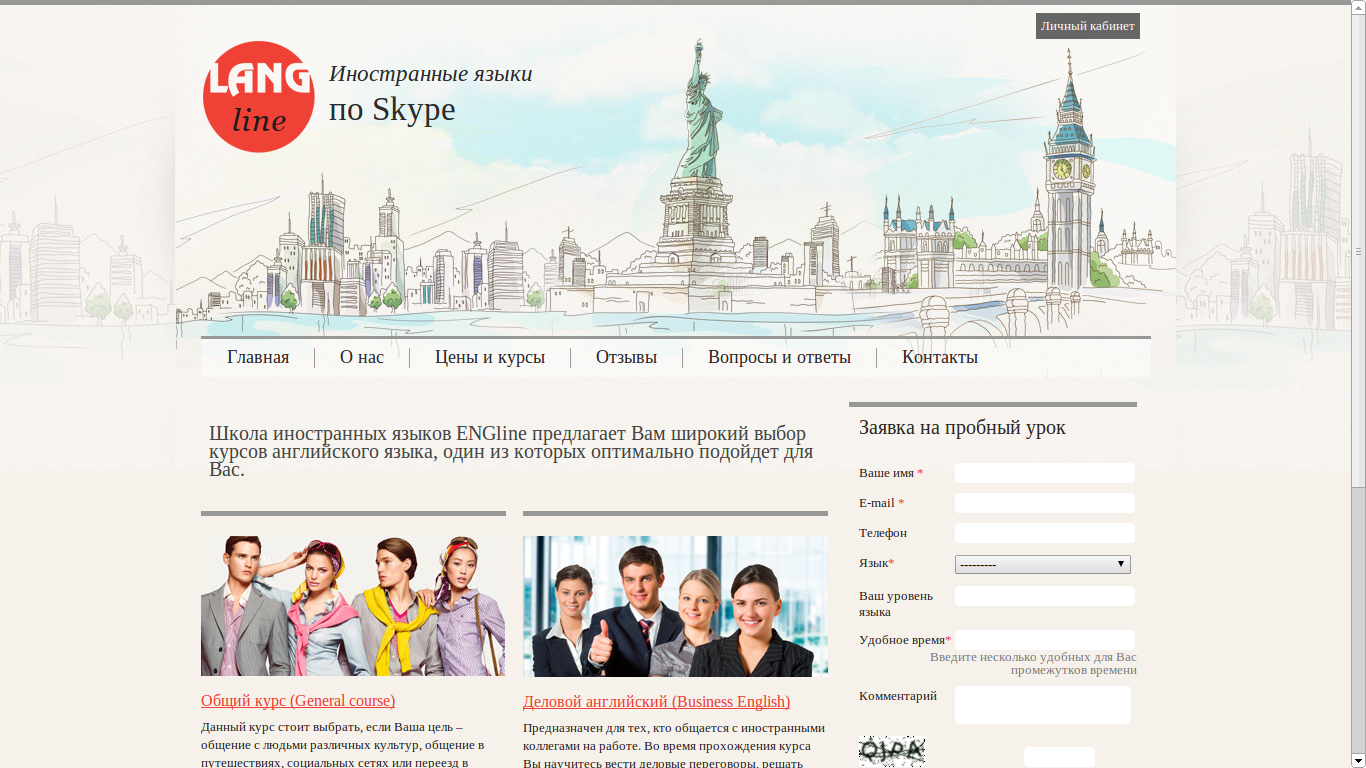 Личный кабинет
LANG
line
Иностранные языки
по Skype
Главная
О нас
Цены и курсы
Отзывы
Вопросы и ответы
Контакты
Школа иностранных языков ENGline предлагает Вам широкий выбор
курсов английского языка, один из которых оптимально подойдет для
Вас.
Общий курс (General course)
Данный курс стоит выбрать, если Ваша цель –
общение с людьми различных культур, общение в
путешествиях, социальных сетях или переезд в
Деловой английский (Business English)
Предназначен для тех, кто общается с иностранными
коллегами на работе. Во время прохождения курса
Вы научитесь вести деловые переговоры, решать
Заявка на пробный урок
Ваше имя *
E-mail *
Телефон
Язык*
---------
Ваш уровень
языка
Удобное время*
Введите несколько удобных для Вас
промежутков времени
Комментарий